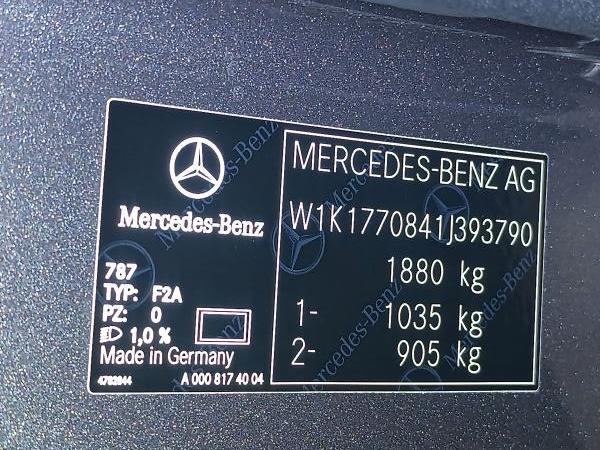 Mercedes-Benz
787
TYP: F2A
PZ: 0
1,0 %
Made in Germany
4782844 A 000 817 40 04
MERCEDES-BENZ AG
W1K1770841J393790
1880 kg
1- 1035 kg
2- 905 kg